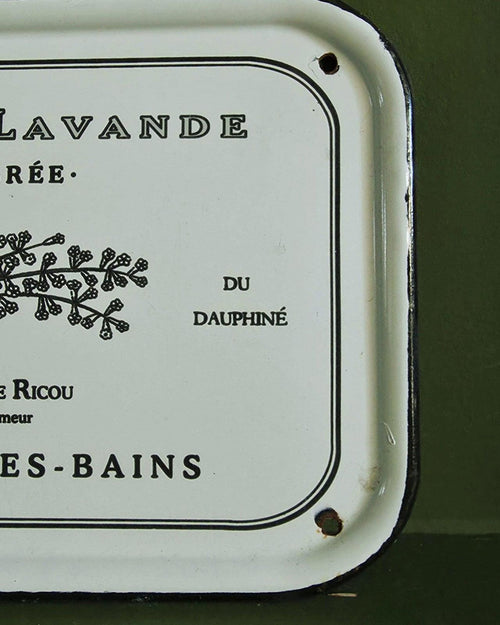 LAVANDE
RÉE·
DU
DAUPHINÉ
E RICOU
meur
ES-BAINS